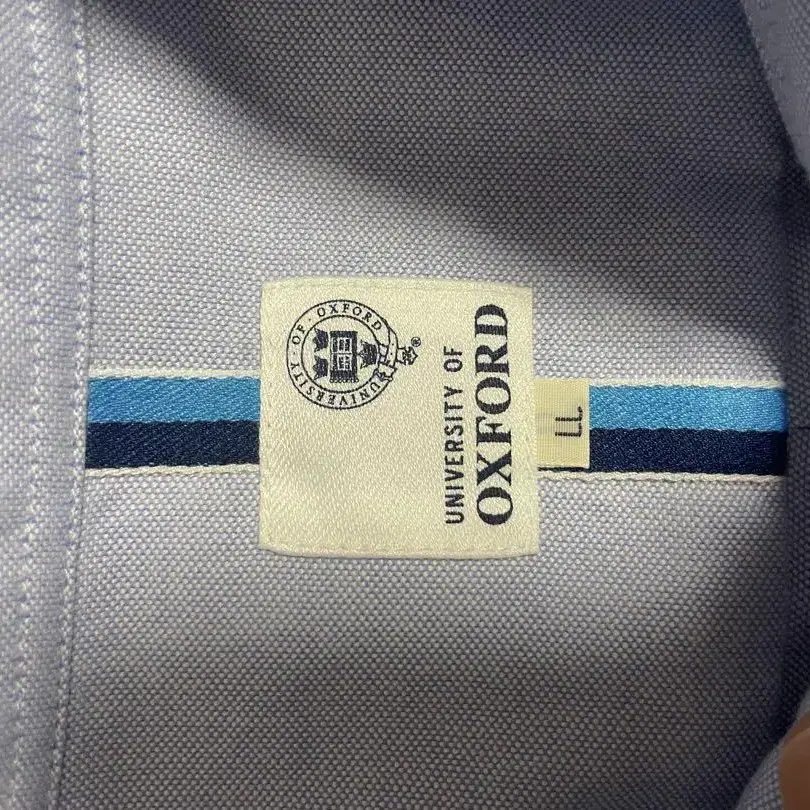 UNIVERSITY · OF · OXFORD
®
UNIVERSITY OF
OXFORD
LL